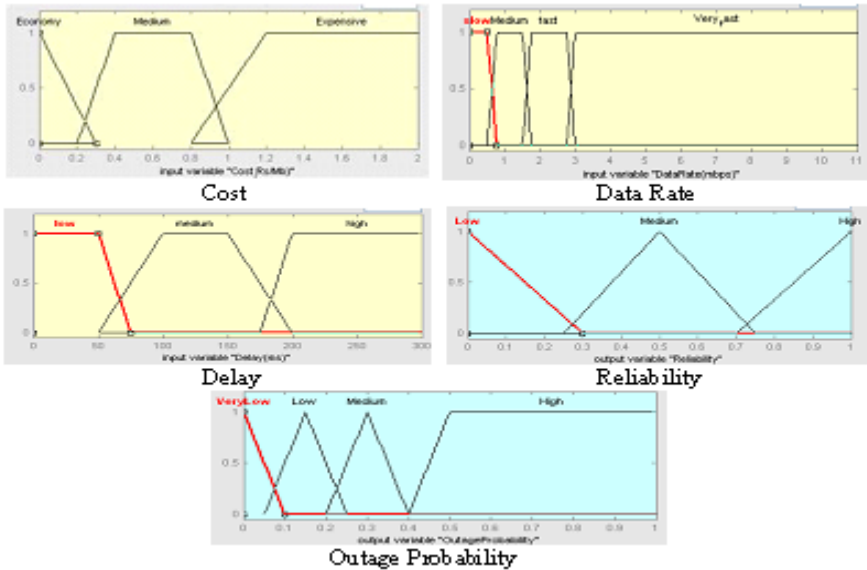 Economy Medium Expensive
1
0.5
0
0 0.2 0.4 0.6 0.8 1 1.2 1.4 1.6 1.8 2
input variable "Cost(Rs/Mb)"
Cost
slow Medium fast Very_fast
1
0.5
0
0 1 2 3 4 5 6 7 8 9 10 11
input variable "DataRate(mbps)"
Data Rate
low medium high
1
0.5
0
0 50 100 150 200 250 300
input variable "Delay(ms)"
Delay
Low Medium High
1
0.5
0
0 0.1 0.2 0.3 0.4 0.5 0.6 0.7 0.8 0.9 1
output variable "Reliability"
Reliability
VeryLow Low Medium High
1
0.5
0
0 0.1 0.2 0.3 0.4 0.5 0.6 0.7 0.8 0.9 1
output variable "OutageProbability"
Outage Probability